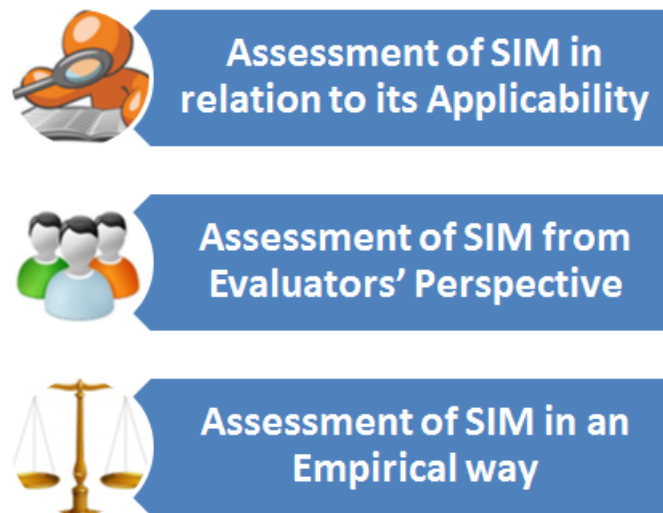 Assessment of SIM in
relation to its Applicability
Assessment of SIM from
Evaluators’ Perspective
Assessment of SIM in an
Empirical way